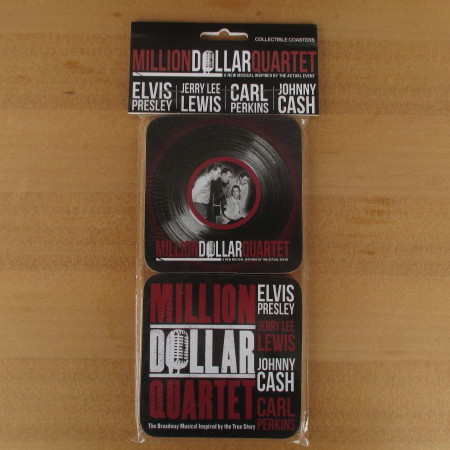 COLLECTIBLE COASTERS
MILLION DOLLAR QUARTET
A NEW MUSICAL INSPIRED BY THE ACTUAL EVENT
ELVIS PRESLEY
JERRY LEE LEWIS
CARL PERKINS
JOHNNY CASH
MILLION DOLLAR QUARTET
A NEW MUSICAL INSPIRED BY THE ACTUAL EVENT
MILLION
DOLLAR
QUARTET
The Broadway Musical Inspired by the True Story
ELVIS
PRESLEY
JERRY LEE
LEWIS
JOHNNY
CASH
CARL
PERKINS